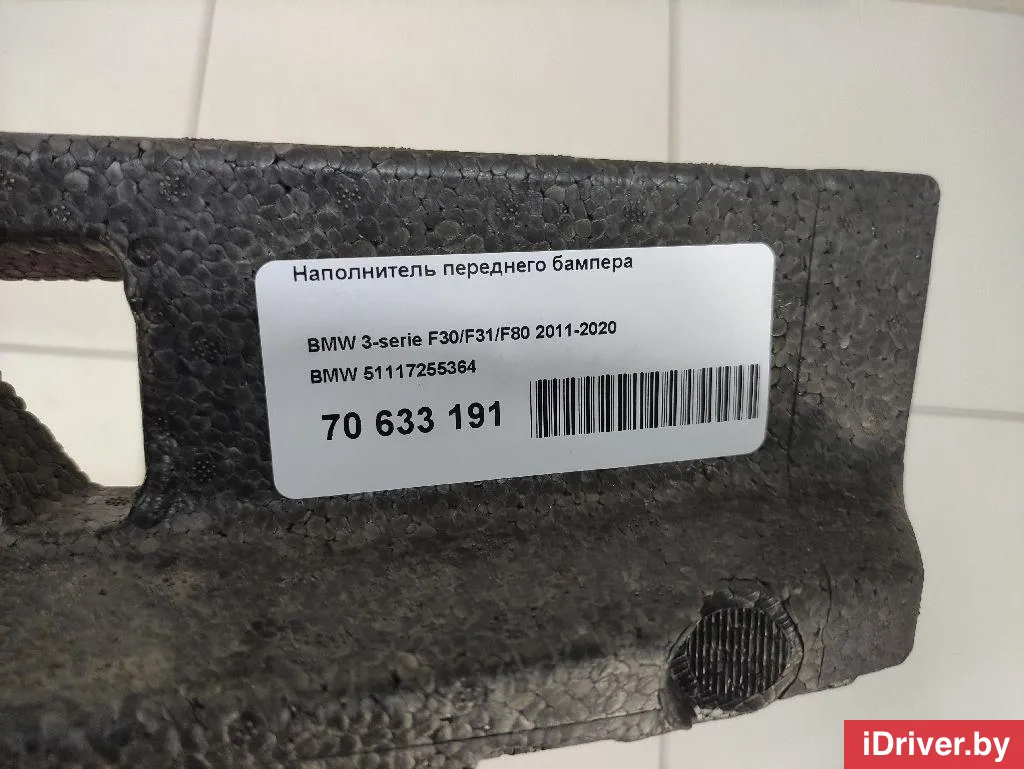 Наполнитель переднего бампера
BMW 3-serie F30/F31/F80 2011-2020
BMW 51117255364
70 633 191
iDriver.by